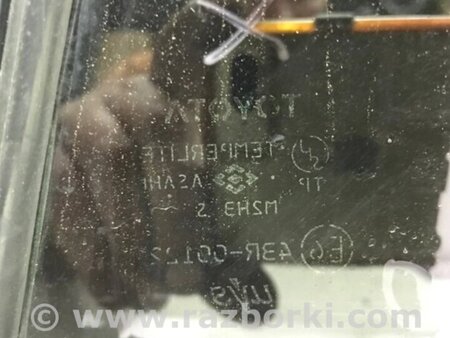 TOYOTA
TEMPERLITE
TP ASAHI
M2H3 S
E6 43R-00122
www.razborki.com